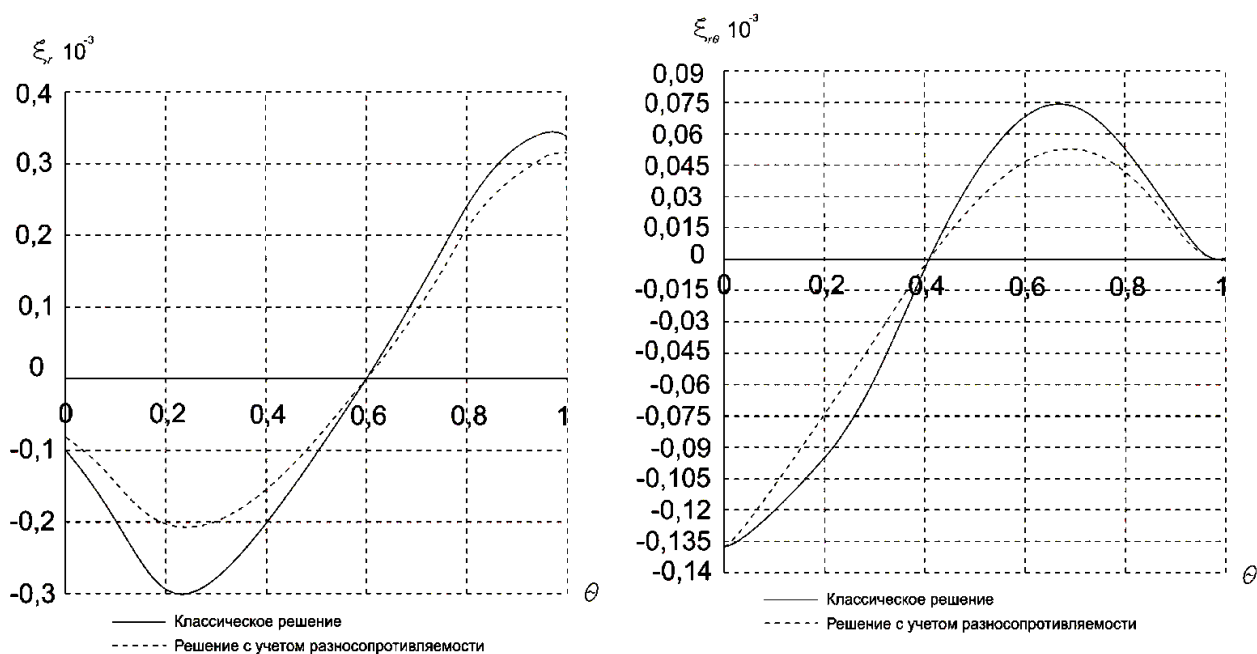 ξr 10-3
0,4
0,3
0,2
0,1
0
0 0,2 0,4 0,6 0,8 1
-0,1
-0,2
-0,3
θ
Классическое решение
Решение с учетом разносопротивляемости
ξrθ 10-3
0,09
0,075
0,06
0,045
0,03
0,015
0
0 0,2 0,4 0,6 0,8 1
-0,015
-0,03
-0,045
-0,06
-0,075
-0,09
-0,105
-0,12
-0,135
-0,14
θ
Классическое решение
Решение с учетом разносопротивляемости